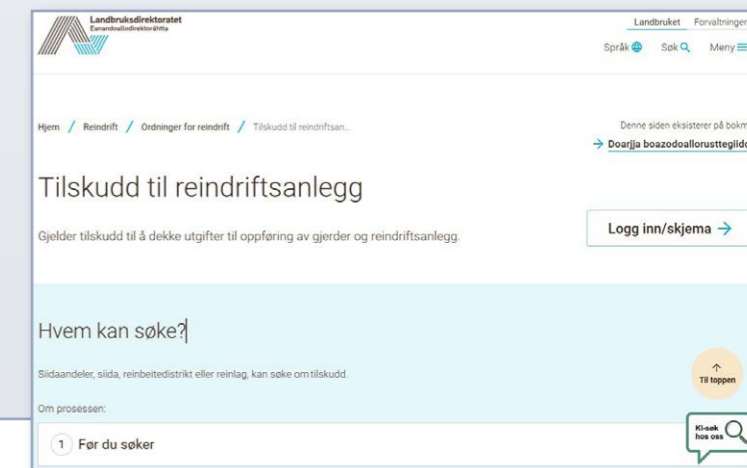 Landbruksdirektoratet
Eanandoallodirektoráhtta
Landbruket Forvaltningen
Språk Søk Meny
Hjem / Reindrift / Ordninger for reindrift / Tilskudd til reindriftsan...
Denne siden eksisterer på bokm
→ Doarjja boazodoallorusttegiidd
Tilskudd til reindriftsanlegg
Gjelder tilskudd til å dekke utgifter til oppføring av gjerder og reindriftsanlegg.
Logg inn/skjema →
Hvem kan søke?
Siidaandeler, siida, reinbeitedistrikt eller reinlag, kan søke om tilskudd.
Til toppen
Om prosessen:
KI-søk
hos oss
1 Før du søker